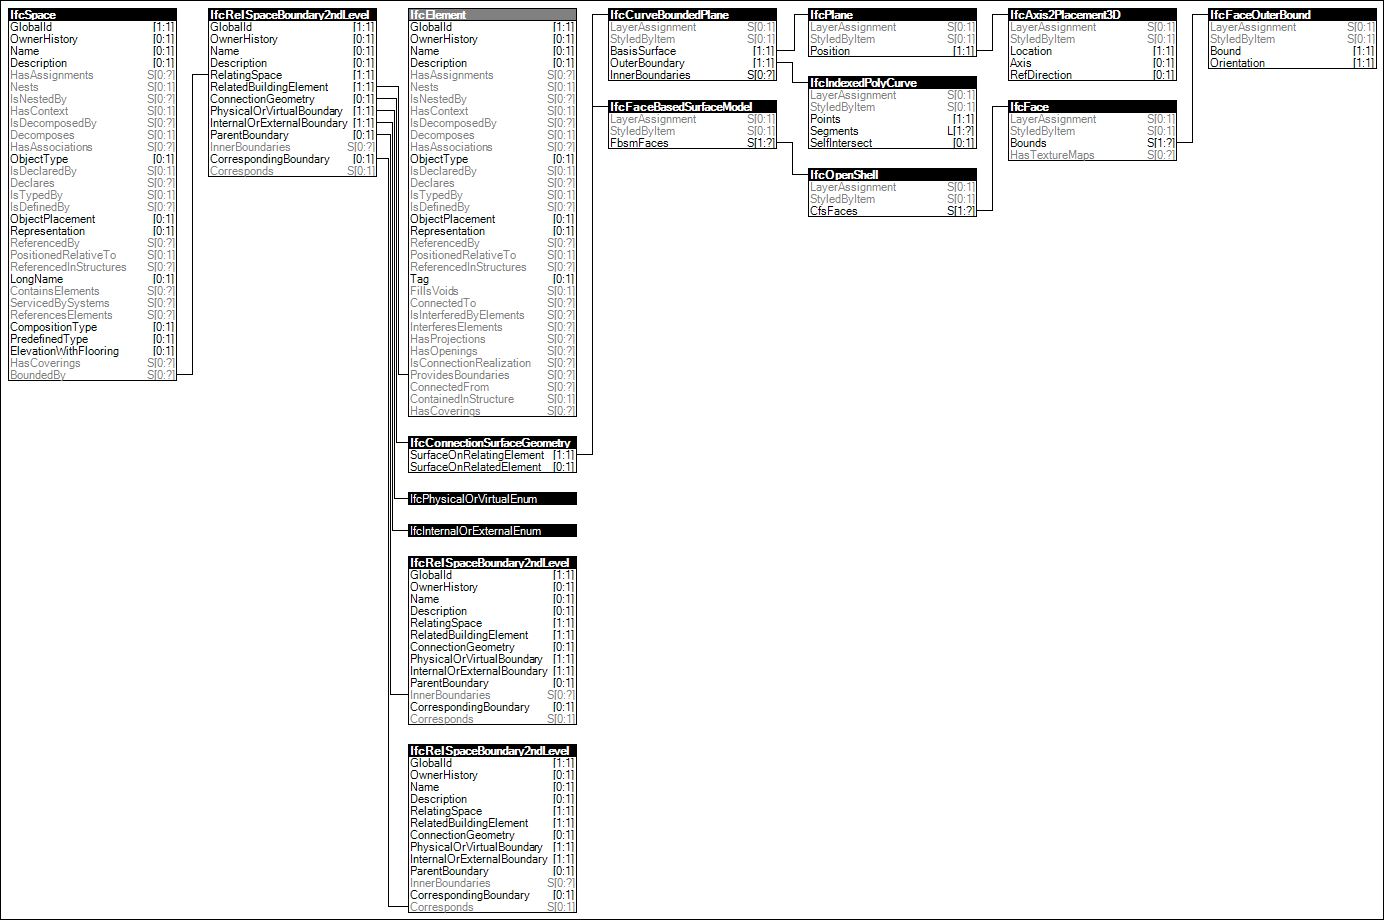 IfcSpace
GlobalId [1:1]
OwnerHistory [0:1]
Name [0:1]
Description [0:1]
HasAssignments S[0:?]
Nests S[0:1]
IsNestedBy S[0:?]
HasContext S[0:1]
IsDecomposedBy S[0:?]
Decomposes S[0:1]
HasAssociations S[0:?]
ObjectType [0:1]
IsDeclaredBy S[0:1]
Declares S[0:?]
IsTypedBy S[0:1]
IsDefinedBy S[0:?]
ObjectPlacement [0:1]
Representation [0:1]
ReferencedBy S[0:?]
PositionedRelativeTo S[0:1]
ReferencedInStructures S[0:?]
LongName [0:1]
ContainsElements S[0:?]
ServicedBySystems S[0:?]
ReferencesElements S[0:?]
CompositionType [0:1]
PredefinedType [0:1]
ElevationWithFlooring [0:1]
HasCoverings S[0:?]
BoundedBy S[0:?]
IfcRelSpaceBoundary2ndLevel
GlobalId [1:1]
OwnerHistory [0:1]
Name [0:1]
Description [0:1]
RelatingSpace [1:1]
RelatedBuildingElement [1:1]
ConnectionGeometry [0:1]
PhysicalOrVirtualBoundary [1:1]
InternalOrExternalBoundary [1:1]
ParentBoundary [0:1]
InnerBoundaries S[0:?]
CorrespondingBoundary [0:1]
Corresponds S[0:1]
IfcElement
GlobalId [1:1]
OwnerHistory [0:1]
Name [0:1]
Description [0:1]
HasAssignments S[0:?]
Nests S[0:1]
IsNestedBy S[0:?]
HasContext S[0:1]
IsDecomposedBy S[0:?]
Decomposes S[0:1]
HasAssociations S[0:?]
ObjectType [0:1]
IsDeclaredBy S[0:1]
Declares S[0:?]
IsTypedBy S[0:1]
IsDefinedBy S[0:?]
ObjectPlacement [0:1]
Representation [0:1]
ReferencedBy S[0:?]
PositionedRelativeTo S[0:1]
ReferencedInStructures S[0:?]
Tag [0:1]
FillsVoids S[0:1]
ConnectedTo S[0:?]
IsInterferedByElements S[0:?]
InterferesElements S[0:?]
HasProjections S[0:?]
HasOpenings S[0:?]
IsConnectionRealization S[0:?]
ProvidesBoundaries S[0:?]
ConnectedFrom S[0:?]
ContainedInStructure S[0:1]
HasCoverings S[0:?]
IfcConnectionSurfaceGeometry
SurfaceOnRelatingElement [1:1]
SurfaceOnRelatedElement [0:1]
IfcPhysicalOrVirtualEnum
IfcInternalOrExternalEnum
IfcRelSpaceBoundary2ndLevel
GlobalId [1:1]
OwnerHistory [0:1]
Name [0:1]
Description [0:1]
RelatingSpace [1:1]
RelatedBuildingElement [1:1]
ConnectionGeometry [0:1]
PhysicalOrVirtualBoundary [1:1]
InternalOrExternalBoundary [1:1]
ParentBoundary [0:1]
InnerBoundaries S[0:?]
CorrespondingBoundary [0:1]
Corresponds S[0:1]
IfcRelSpaceBoundary2ndLevel
GlobalId [1:1]
OwnerHistory [0:1]
Name [0:1]
Description [0:1]
RelatingSpace [1:1]
RelatedBuildingElement [1:1]
ConnectionGeometry [0:1]
PhysicalOrVirtualBoundary [1:1]
InternalOrExternalBoundary [1:1]
ParentBoundary [0:1]
InnerBoundaries S[0:?]
CorrespondingBoundary [0:1]
Corresponds S[0:1]
IfcCurveBoundedPlane
LayerAssignment S[0:1]
StyledByItem S[0:1]
BasisSurface [1:1]
OuterBoundary [1:1]
InnerBoundaries S[0:?]
IfcFaceBasedSurfaceModel
LayerAssignment S[0:1]
StyledByItem S[0:1]
FbsmFaces S[1:?]
IfcPlane
LayerAssignment S[0:1]
StyledByItem S[0:1]
Position [1:1]
IfcIndexedPolyCurve
LayerAssignment S[0:1]
StyledByItem S[0:1]
Points [1:1]
Segments L[1:?]
SelfIntersect [0:1]
IfcOpenShell
LayerAssignment S[0:1]
StyledByItem S[0:1]
CfsFaces S[1:?]
IfcAxis2Placement3D
LayerAssignment S[0:1]
StyledByItem S[0:1]
Location [1:1]
Axis [0:1]
RefDirection [0:1]
IfcFace
LayerAssignment S[0:1]
StyledByItem S[0:1]
Bounds S[1:?]
HasTextureMaps S[0:?]
IfcFaceOuterBound
LayerAssignment S[0:1]
StyledByItem S[0:1]
Bound [1:1]
Orientation [1:1]